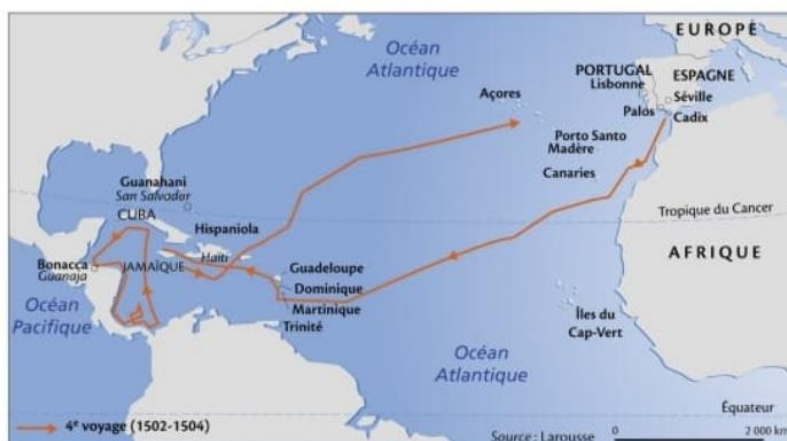 EUROPE
Océan
Atlantique
PORTUGAL
ESPAGNE
Lisbonne
Açores
Séville
Palos
Cadix
Porto Santo
Madère
Canaries
Guanahani
San Salvador
CUBA
Tropique du Cancer
Hispaniola
Haïti
AFRIQUE
Bonacca
Guanaja
JAMAÏQUE
Guadeloupe
Dominique
Martinique
Trinité
Océan
Pacifique
Îles du
Cap-Vert
Océan
Atlantique
Équateur
4e voyage (1502-1504)
Source : Larousse
0 2 000 km